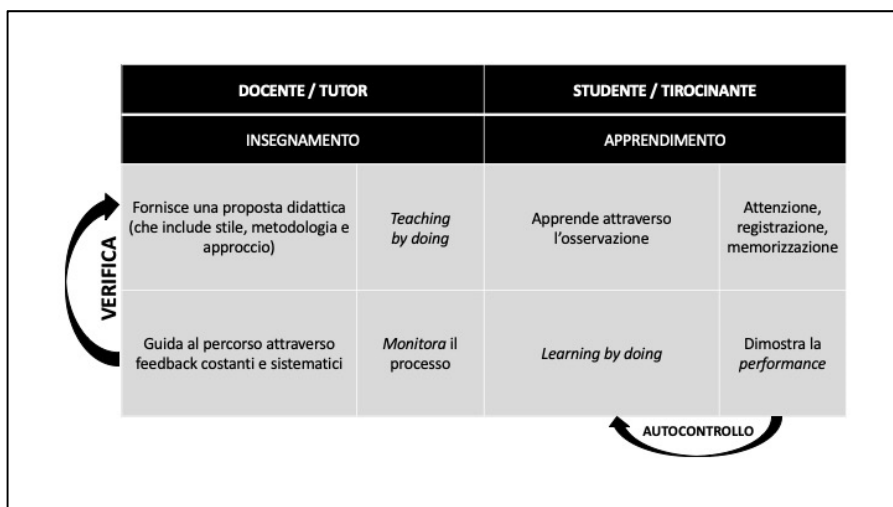 DOCENTE / TUTOR
STUDENTE / TIROCINANTE
INSEGNAMENTO
APPRENDIMENTO
Fornisce una proposta didattica
(che include stile, metodologia e
approccio)
Teaching
by doing
Apprende attraverso
l'osservazione
Attenzione,
registrazione,
memorizzazione
VERIFICA
Guida al percorso attraverso
feedback costanti e sistematici
Monitora il
processo
Learning by doing
Dimostra la
performance
AUTOCONTROLLO